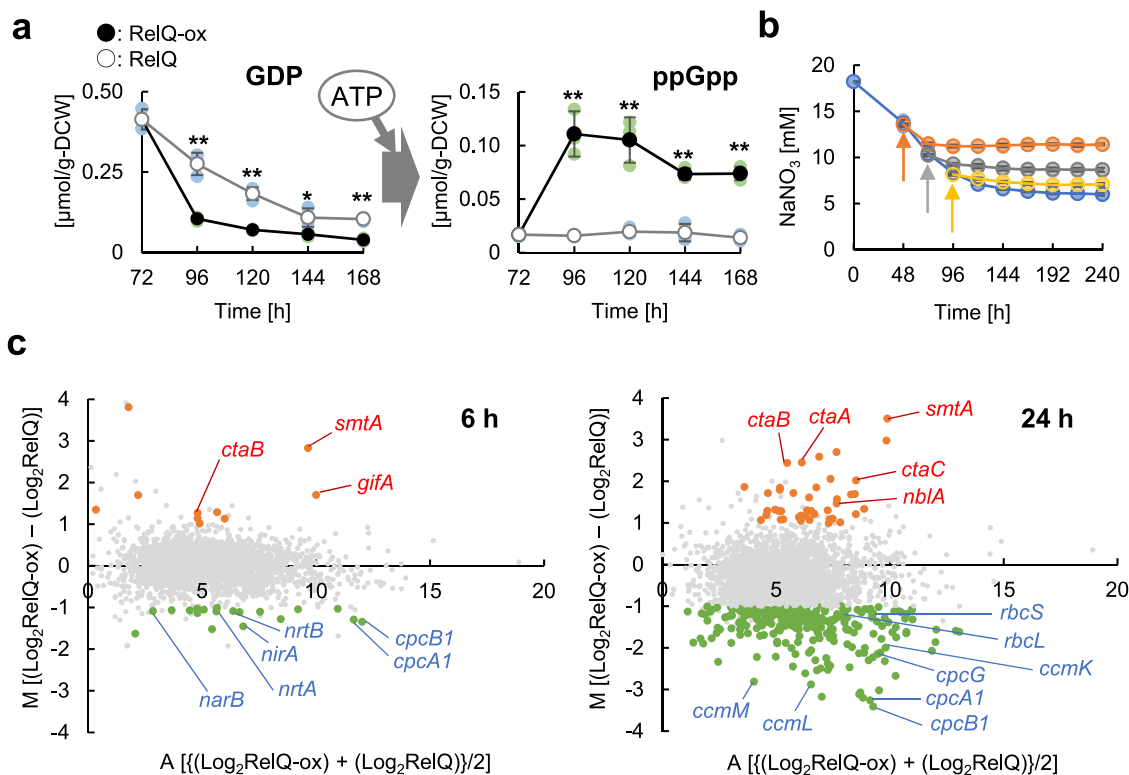 a
●: RelQ-ox
○: RelQ
GDP
ATP
ppGpp
[µmol/g-DCW]
0.50
0.25
0
72 96 120 144 168
Time [h]
** ** * **
[µmol/g-DCW]
0.15
0.10
0.05
0.00
72 96 120 144 168
Time [h]
** ** ** **
b
NaNO3 [mM]
20
15
10
5
0
0 48 96 144 192 240
Time [h]
c
M [(Log2RelQ-ox) – (Log2RelQ)]
4
3
2
1
0
-1
-2
-3
-4
0 5 10 15 20
6 h
smtA
ctaB
gifA
nrtB
cpcB1
nirA
cpcA1
narB
nrtA
A [{(Log2RelQ-ox) + (Log2RelQ)}/2]
M [(Log2RelQ-ox) – (Log2RelQ)]
4
3
2
1
0
-1
-2
-3
-4
0 5 10 15 20
24 h
ctaB
ctaA
smtA
ctaC
nblA
rbcS
rbcL
ccmK
cpcG
ccmM
ccmL
cpcA1
cpcB1
A [{(Log2RelQ-ox) + (Log2RelQ)}/2]